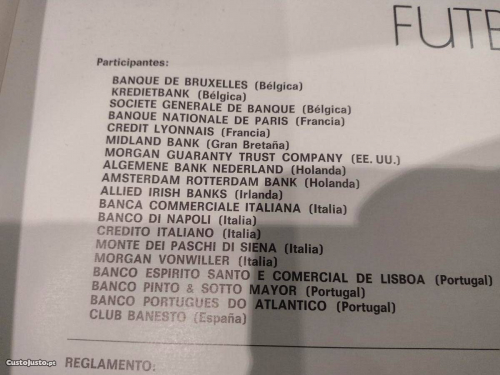 FUTE
Participantes:
BANQUE DE BRUXELLES (Bélgica)
KREDIETBANK (Bélgica)
SOCIETE GENERALE DE BANQUE (Bélgica)
BANQUE NATIONALE DE PARIS (Francia)
CREDIT LYONNAIS (Francia)
MIDLAND BANK (Gran Bretaña)
MORGAN GUARANTY TRUST COMPANY (EE. UU.)
ALGEMENE BANK NEDERLAND (Holanda)
AMSTERDAM ROTTERDAM BANK (Holanda)
ALLIED IRISH BANKS (Irlanda)
BANCA COMMERCIALE ITALIANA (Italia)
BANCO DI NAPOLI (Italia)
CREDITO ITALIANO (Italia)
MONTE DEI PASCHI DI SIENA (Italia)
MORGAN VONWILLER (Italia)
BANCO ESPIRITO SANTO E COMERCIAL DE LISBOA (Portugal)
BANCO PINTO & SOTTO MAYOR (Portugal)
BANCO PORTUGUES DO ATLANTICO (Portugal)
CLUB BANESTO (España)
REGLAMENTO:
CustoJusto.pt